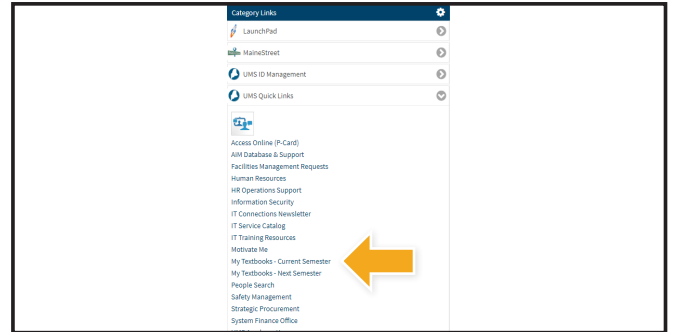 Category Links
LaunchPad
MaineStreet
UMS ID Management
UMS Quick Links
Access Online (P-Card)
AIM Database & Support
Facilities Management Requests
Human Resources
HR Operations Support
Information Security
IT Connections Newsletter
IT Service Catalog
IT Training Resources
Motivate Me
My Textbooks - Current Semester
My Textbooks - Next Semester
People Search
Safety Management
Strategic Procurement
System Finance Office